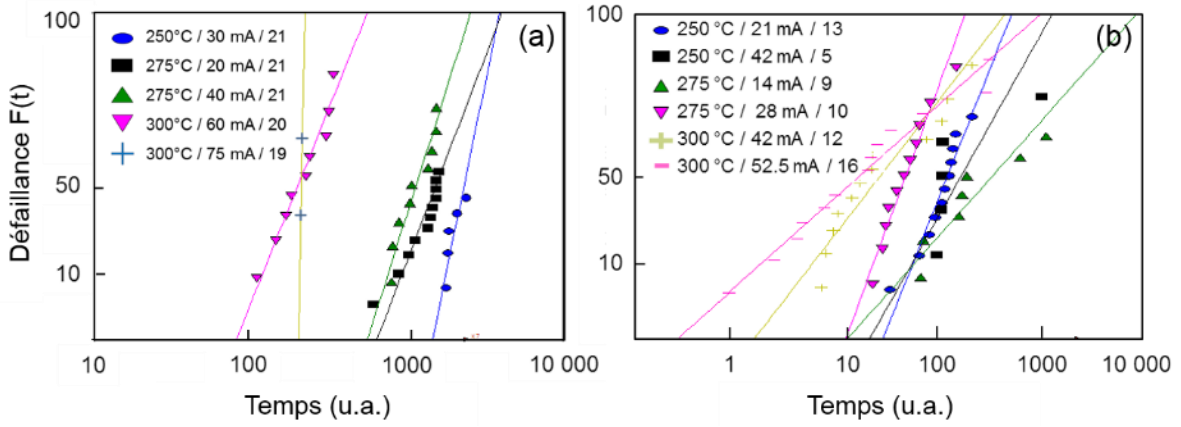 100
(a)
250°C / 30 mA / 21
275°C / 20 mA / 21
275°C / 40 mA / 21
300°C / 60 mA / 20
300°C / 75 mA / 19
50
10
Défaillance F(t)
10
100
1000
10 000
Temps (u.a.)
100
(b)
250 °C / 21 mA / 13
250 °C / 42 mA / 5
275 °C / 14 mA / 9
275 °C / 28 mA / 10
300 °C / 42 mA / 12
300 °C / 52.5 mA / 16
50
10
1
10
100
1000
10 000
Temps (u.a.)